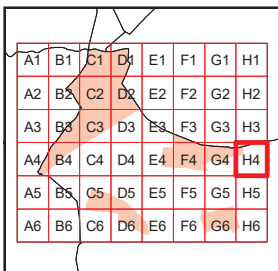 A1 B1 C1 D1 E1 F1 G1 H1
A2 B2 C2 D2 E2 F2 G2 H2
A3 B3 C3 D3 E3 F3 G3 H3
A4 B4 C4 D4 E4 F4 G4 H4
A5 B5 C5 D5 E5 F5 G5 H5
A6 B6 C6 D6 E6 F6 G6 H6